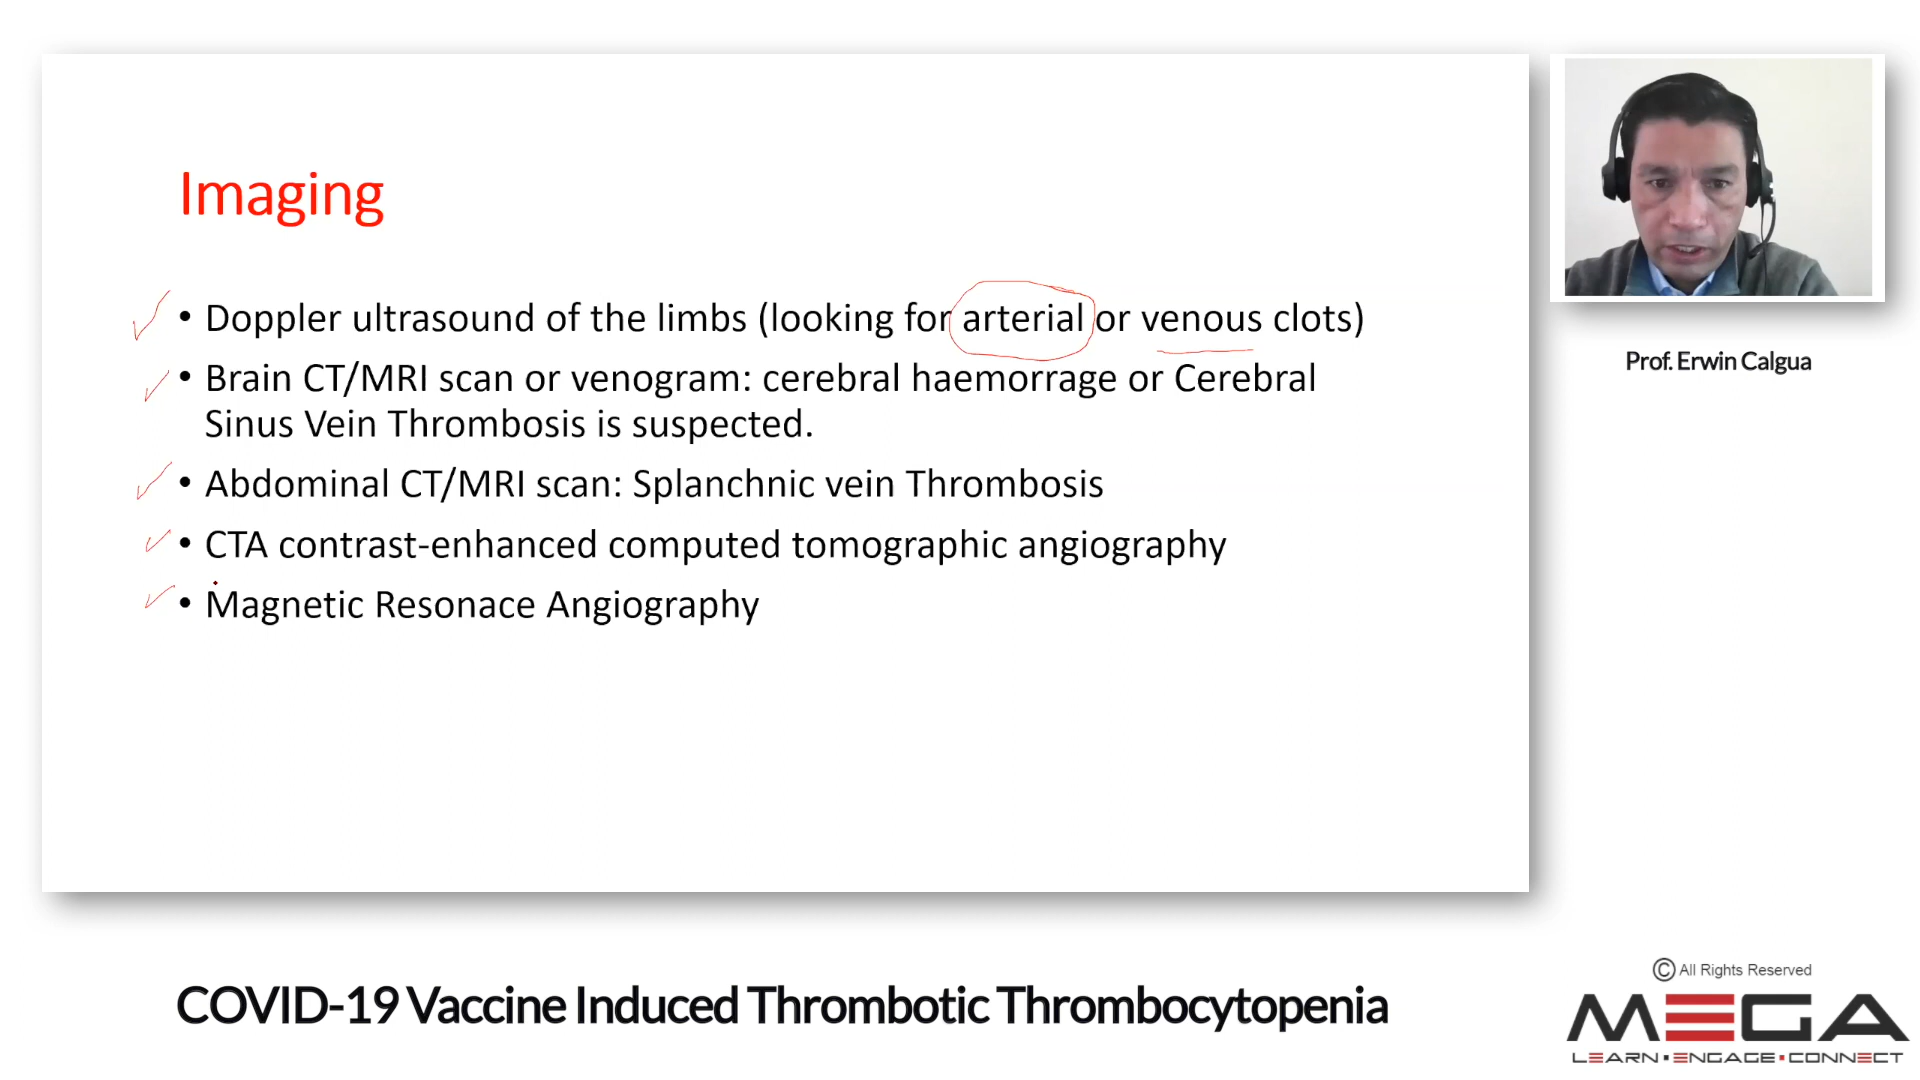 Imaging
• Doppler ultrasound of the limbs (looking for arterial or venous clots)
• Brain CT/MRI scan or venogram: cerebral haemorrage or Cerebral
Sinus Vein Thrombosis is suspected.
• Abdominal CT/MRI scan: Splanchnic vein Thrombosis
• CTA contrast-enhanced computed tomographic angiography
• Magnetic Resonace Angiography
Prof. Erwin Calgua
COVID-19 Vaccine Induced Thrombotic Thrombocytopenia
© All Rights Reserved
MEGA
LEARN▪ENGAGE▪CONNECT